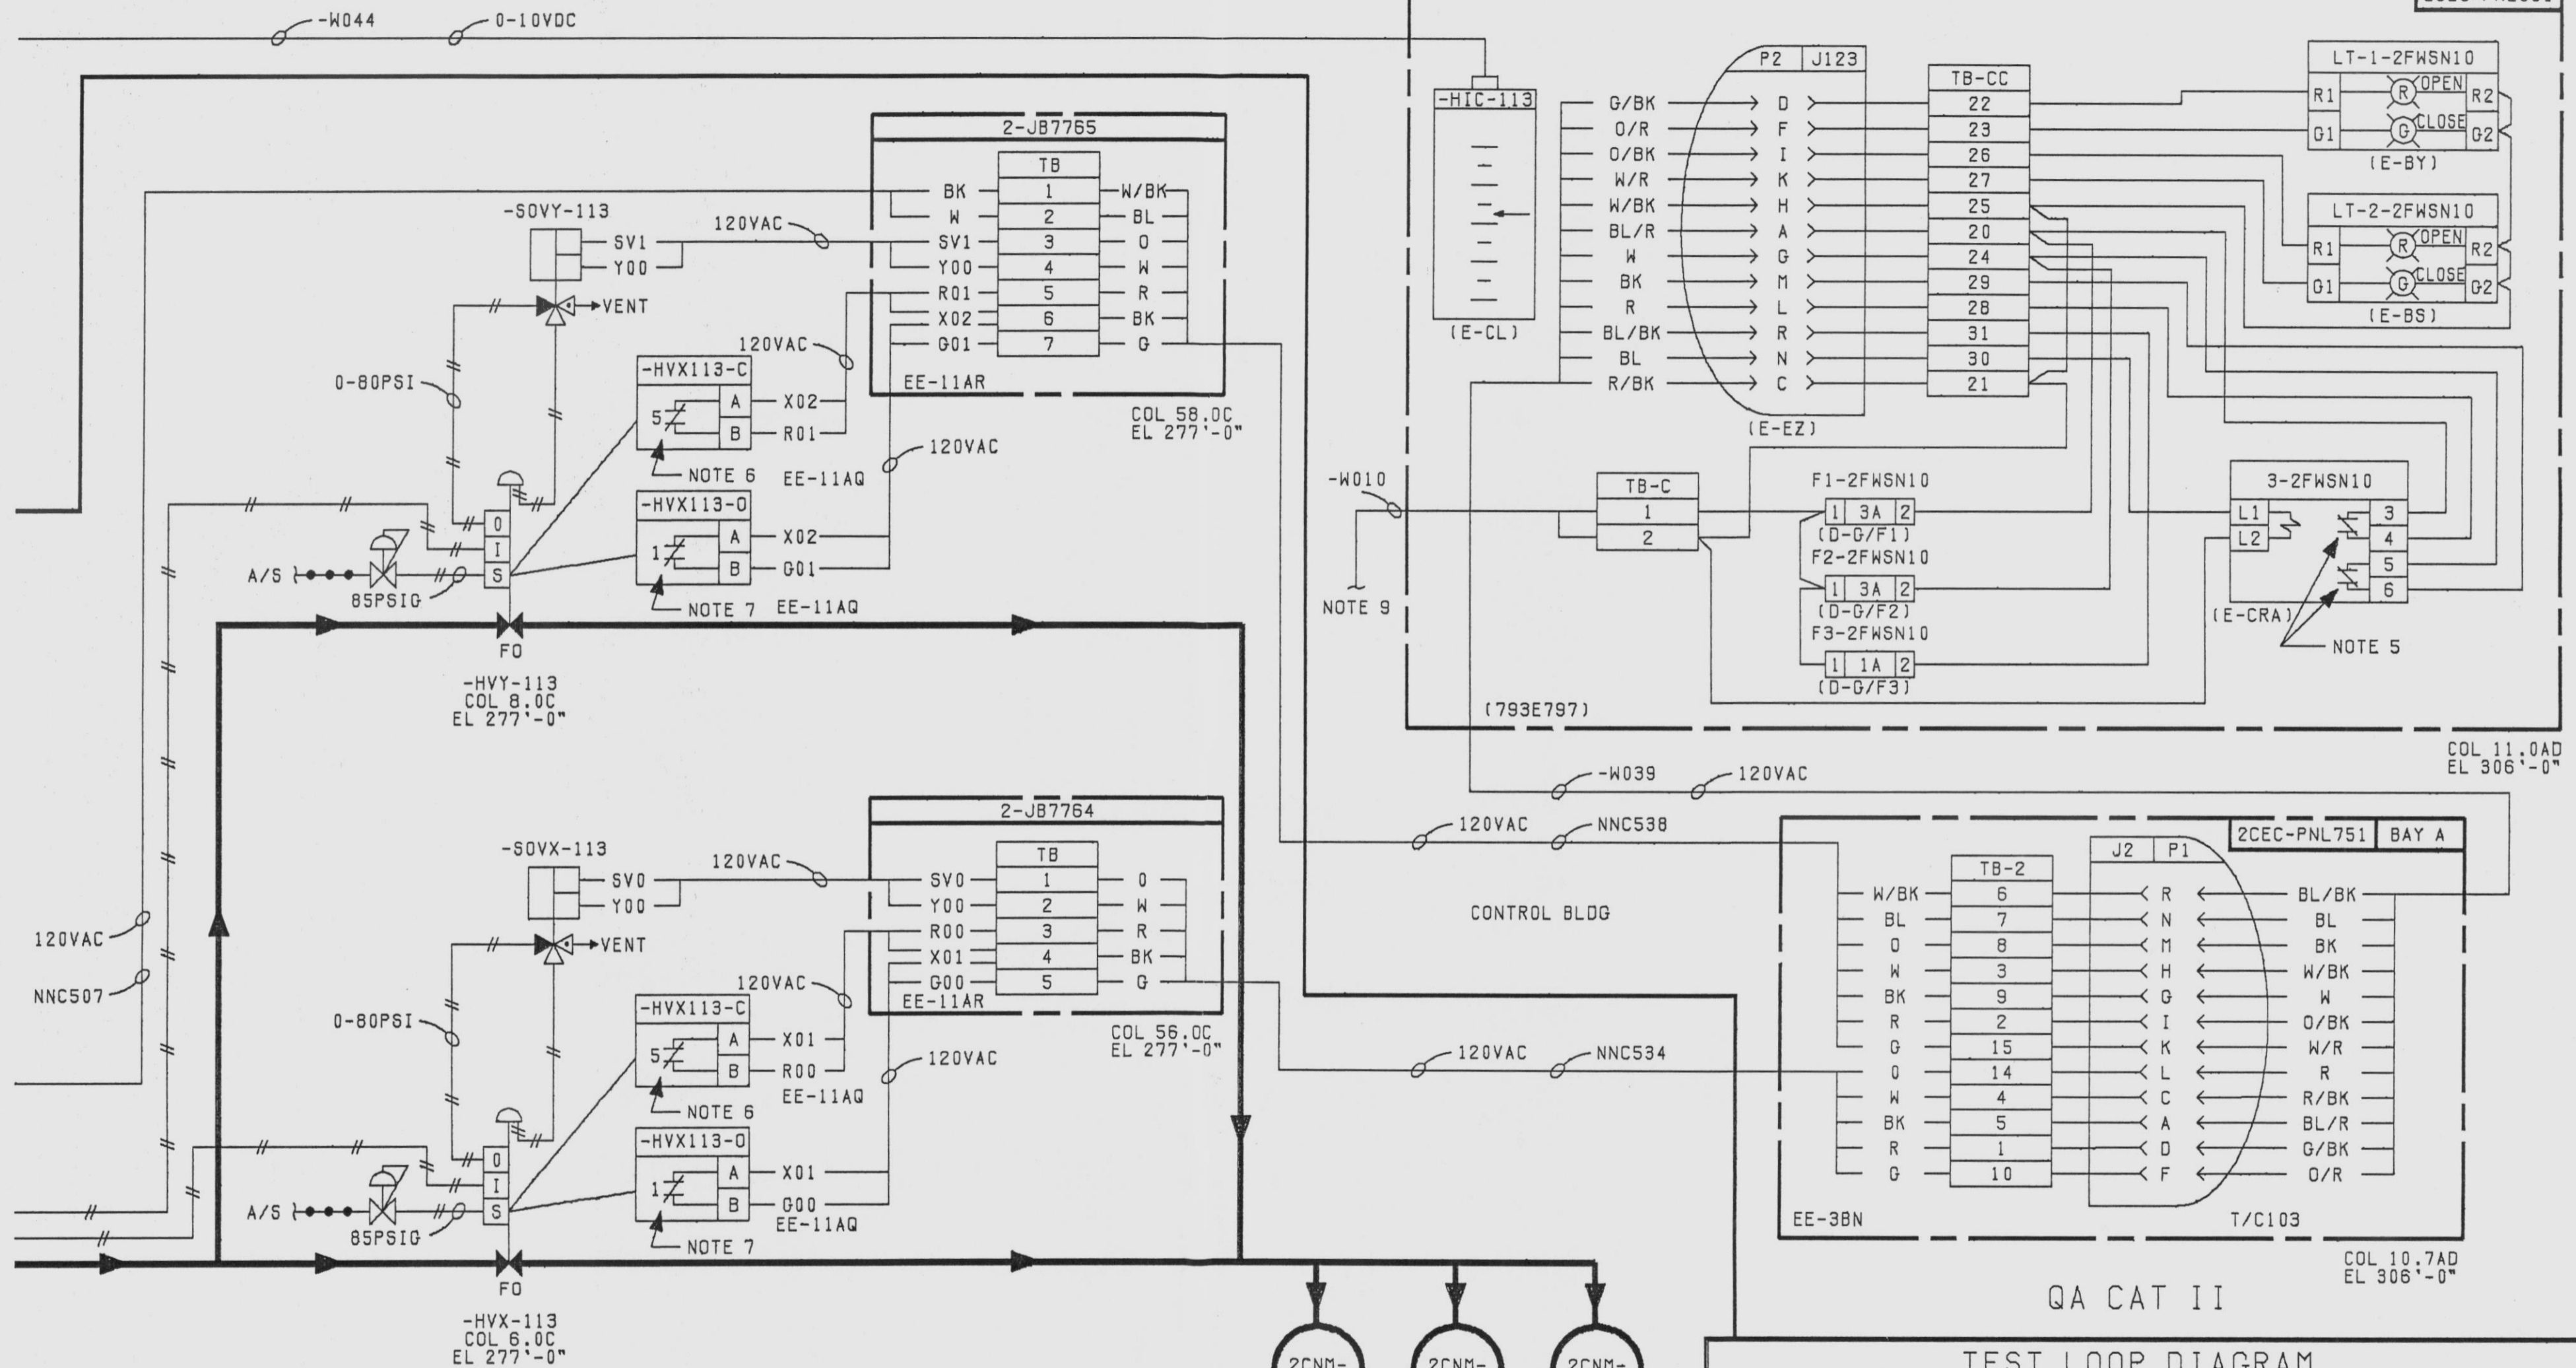 -W044
0-10VDC
-HIC-113
(E-CL)
P2 J123
TB-CC
G/BK D 22
O/R F 23
O/BK I 26
W/R K 27
W/BK H 25
BL/R A 20
W G 24
BK M 29
R L 28
BL/BK R 31
BL N 30
R/BK C 21
(E-EZ)
LT-1-2FWSN10
R1 R OPEN R2
G1 G CLOSE G2
(E-BY)
LT-2-2FWSN10
R1 R OPEN R2
G1 G CLOSE G2
(E-BS)
3-2FWSN10
L1 3
L2 4
5
6
(E-CRA)
NOTE 5
-W010
NOTE 9
TB-C
1
2
F1-2FWSN10
1 3A 2
(D-G/F1)
F2-2FWSN10
1 3A 2
(D-G/F2)
F3-2FWSN10
1 1A 2
(D-G/F3)
(793E797)
COL 11.0AD
EL 306'-0"
2-JB7765
TB
BK 1 W/BK
W 2 BL
SV1 3 O
Y00 4 W
R01 5 R
X02 6 BK
G01 7 G
EE-11AR
COL 58.0C
EL 277'-0"
-SOVY-113
SV1
Y00
120VAC
VENT
0-80PSI
120VAC
-HVX113-C
5 A X02
B R01
NOTE 6
EE-11AQ
120VAC
-HVX113-O
1 A X02
B G01
NOTE 7
EE-11AQ
O
I
S
A/S
85PSIG
FO
-HVY-113
COL 8.0C
EL 277'-0"
2-JB7764
TB
SV0 1 O
Y00 2 W
R00 3 R
X01 4 BK
G00 5 G
EE-11AR
COL 56.0C
EL 277'-0"
-SOVX-113
SV0
Y00
120VAC
VENT
0-80PSI
120VAC
-HVX113-C
5 A X01
B R00
NOTE 6
EE-11AQ
120VAC
-HVX113-O
1 A X01
B G00
NOTE 7
EE-11AQ
120VAC
NNC507
O
I
S
A/S
85PSIG
FO
-HVX-113
COL 6.0C
EL 277'-0"
-W039
120VAC
120VAC
NNC538
CONTROL BLDG
120VAC
NNC534
2CEC-PNL751 BAY A
TB-2
J2 P1
W/BK 6 R BL/BK
BL 7 N BL
O 8 M BK
W 3 H W/BK
BK 9 G W
R 2 I O/BK
G 15 K W/R
O 14 L R
W 4 C R/BK
BK 5 A BL/R
R 1 D G/BK
G 10 F O/R
EE-3BN
T/C103
COL 10.7AD
EL 306'-0"
QA CAT II
2CNM-
2CNM-
2CNM-
TEST LOOP DIAGRAM